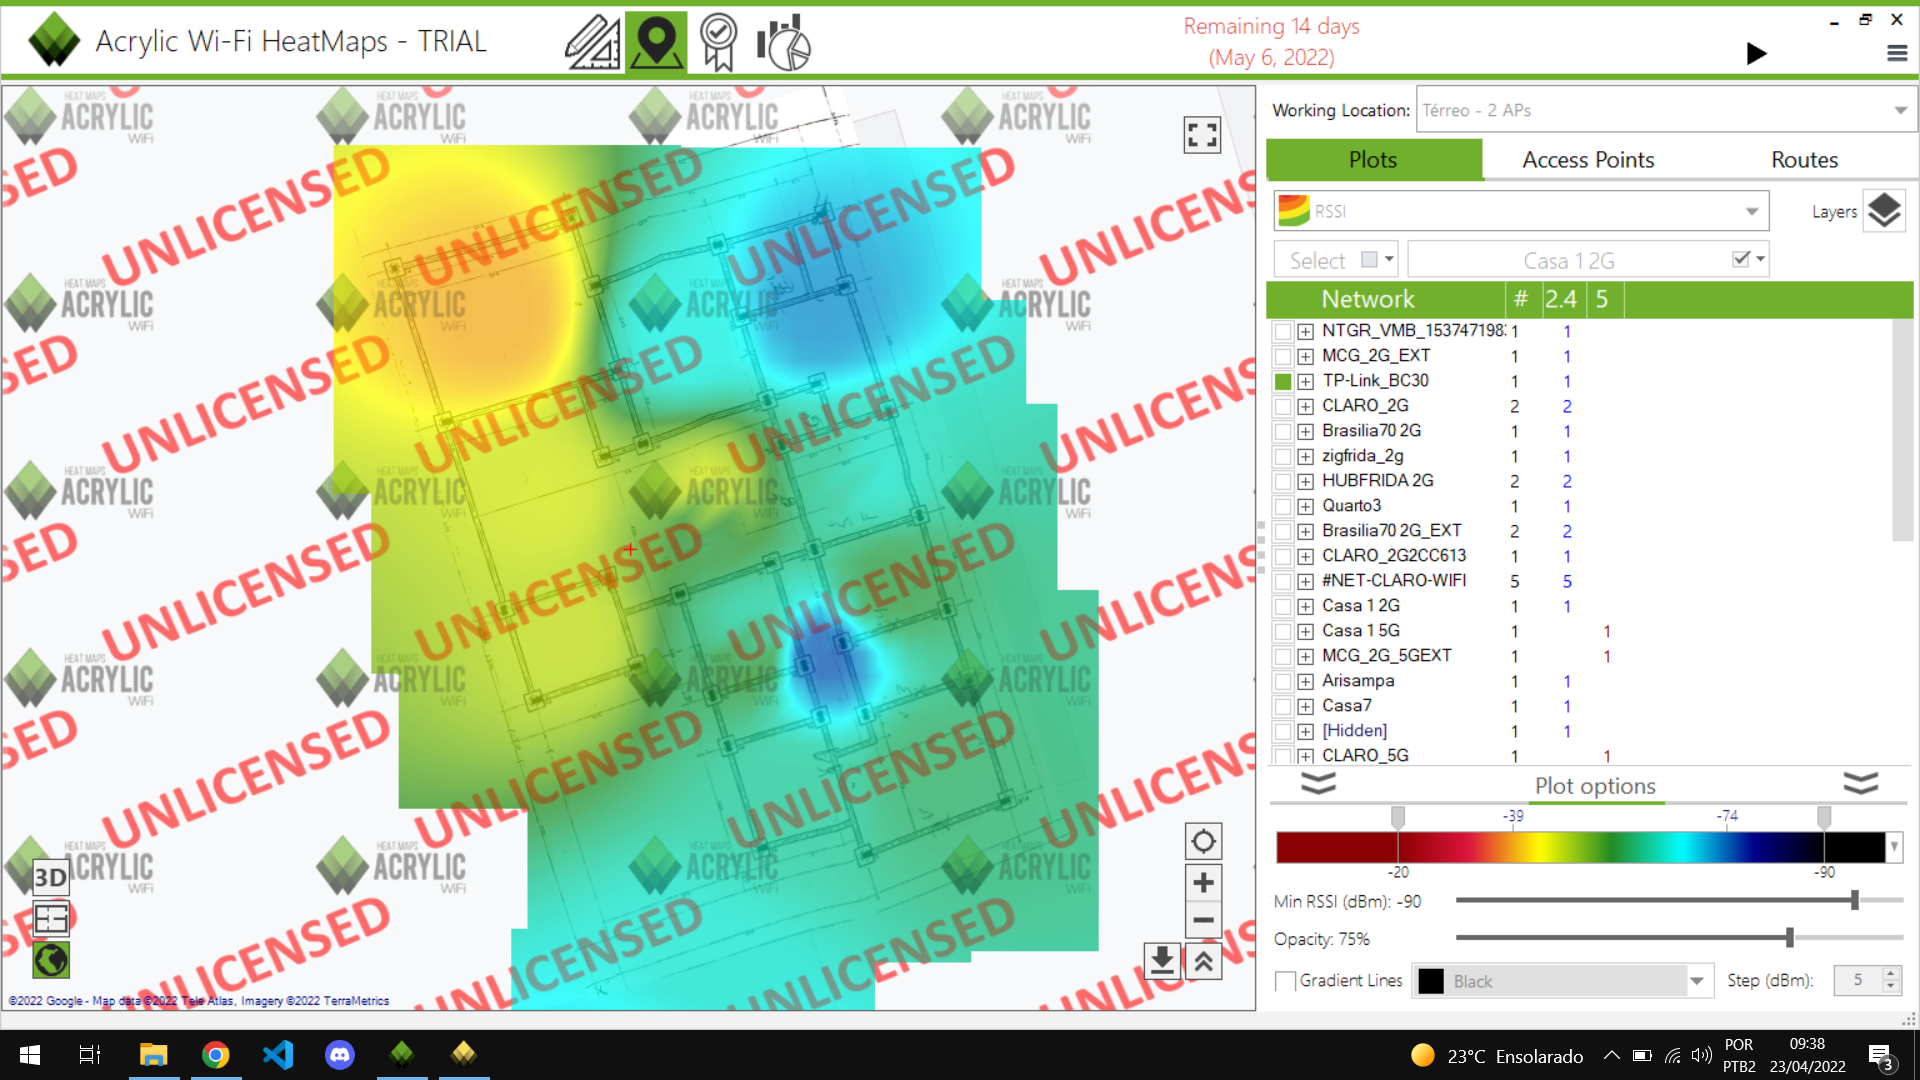 Acrylic Wi-Fi HeatMaps - TRIAL
Remaining 14 days
(May 6, 2022)
Working Location:
Térreo - 2 APs
Plots
Access Points
Routes
RSSI
Layers
Select
Casa 1 2G
Network # 2.4 5
NTGR_VMB_1537471983 1 1
MCG_2G_EXT 1 1
TP-Link_BC30 1 1
CLARO_2G 2 2
Brasilia70 2G 1 1
zigfrida_2g 1 1
HUBFRIDA 2G 2 2
Quarto3 1 1
Brasilia70 2G_EXT 2 2
CLARO_2G2CC613 1 1
#NET-CLARO-WIFI 5 5
Casa 1 2G 1 1
Casa 1 5G 1 1
MCG_2G_5GEXT 1 1
Arisampa 1 1
Casa7 1 1
[Hidden] 1 1
CLARO_5G 1 1
Plot options
-39 -74
-20 -90
Min RSSI (dBm): -90
Opacity: 75%
Gradient Lines
Black
Step (dBm):
5
HEAT MAPS
ACRYLIC
WiFi
UNLICENSED
3D
©2022 Google - Map data ©2022 Tele Atlas, Imagery ©2022 TerraMetrics
23°C Ensolarado
POR
PTB2
09:38
23/04/2022
3